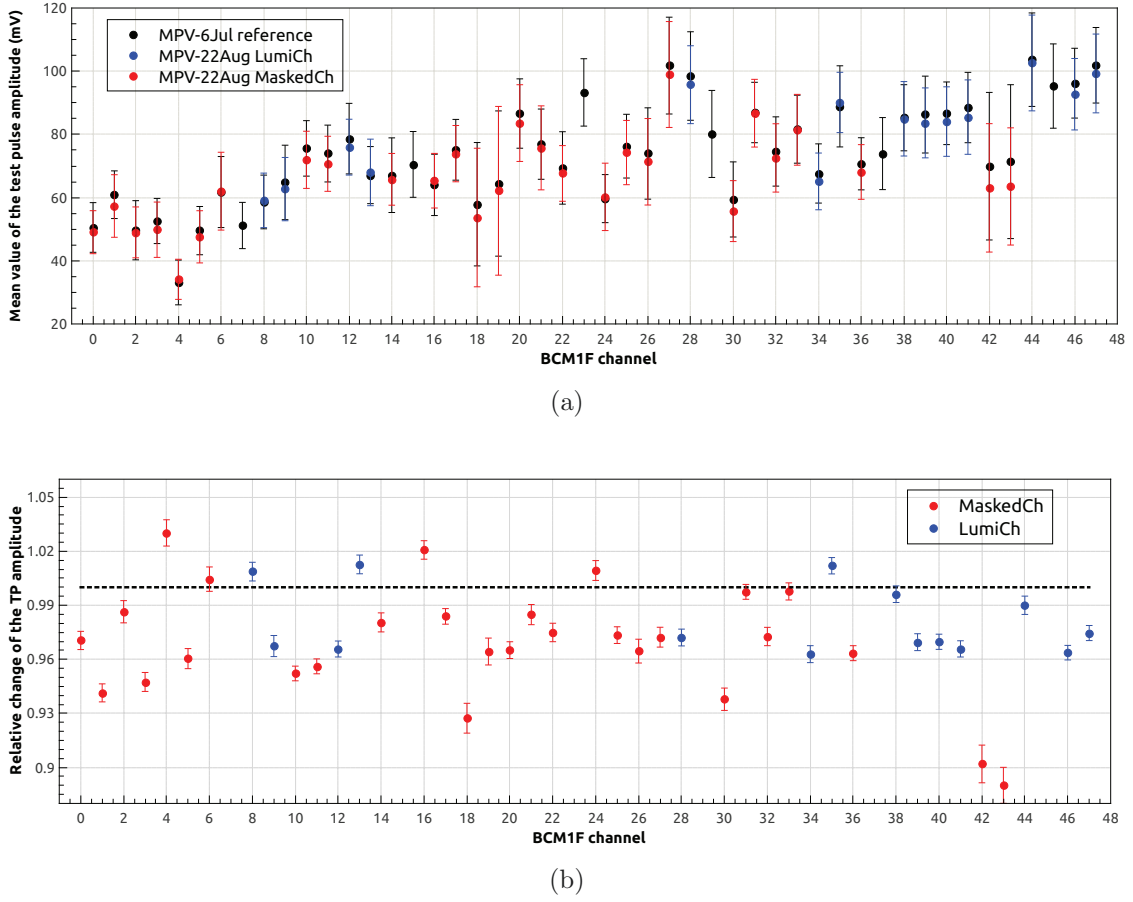 Mean value of the test pulse amplitude (mV)
120
100
80
60
40
20
MPV-6Jul reference
MPV-22Aug LumiCh
MPV-22Aug MaskedCh
0 2 4 6 8 10 12 14 16 18 20 22 24 26 28 30 32 34 36 38 40 42 44 46 48
BCM1F channel
(a)
Relative change of the TP amplitude
1.05
1.02
0.99
0.96
0.93
0.9
MaskedCh
LumiCh
0 2 4 6 8 10 12 14 16 18 20 22 24 26 28 30 32 34 36 38 40 42 44 46 48
BCM1F channel
(b)